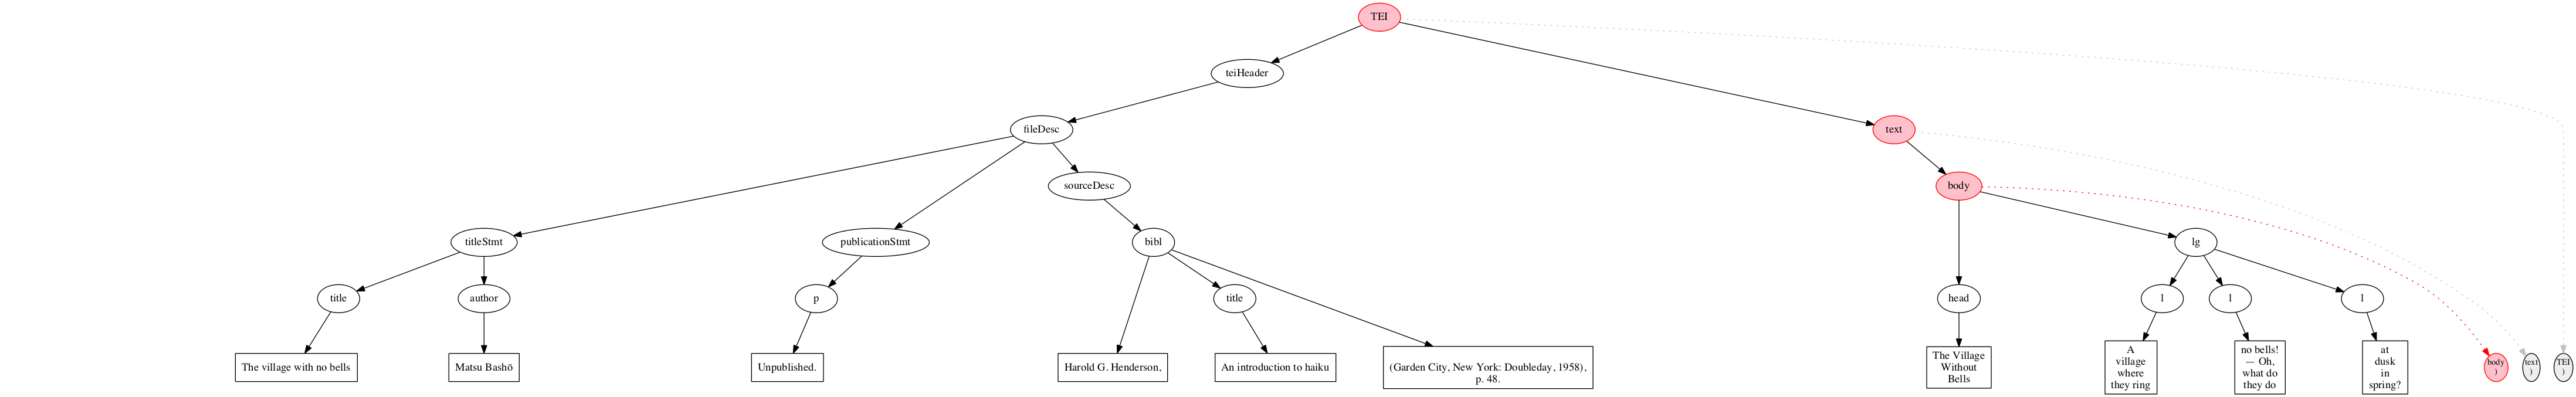 TEI
teiHeader
fileDesc
text
sourceDesc
body
titleStmt
publicationStmt
bibl
lg
title
author
p
title
head
l
l
l
The village with no bells
Matsu Bashō
Unpublished.
Harold G. Henderson,
An introduction to haiku
(Garden City, New York: Doubleday, 1958),
p. 48.
The Village
Without
Bells
A
village
where
they ring
no bells!
— Oh,
what do
they do
at
dusk
in
spring?
body
)
text
)
TEI
)